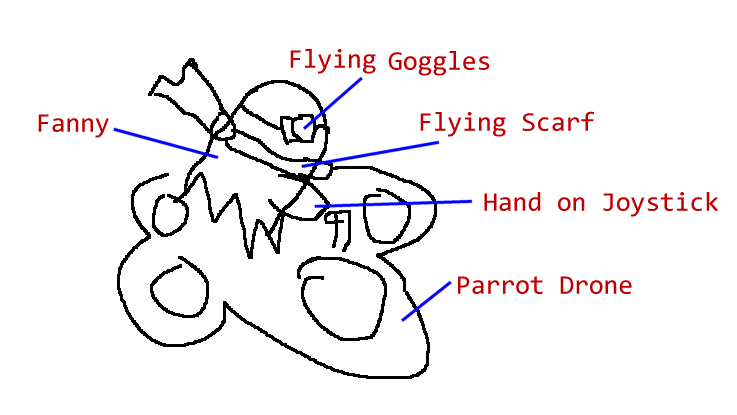 Flying Goggles
Fanny
Flying Scarf
Hand on Joystick
Parrot Drone